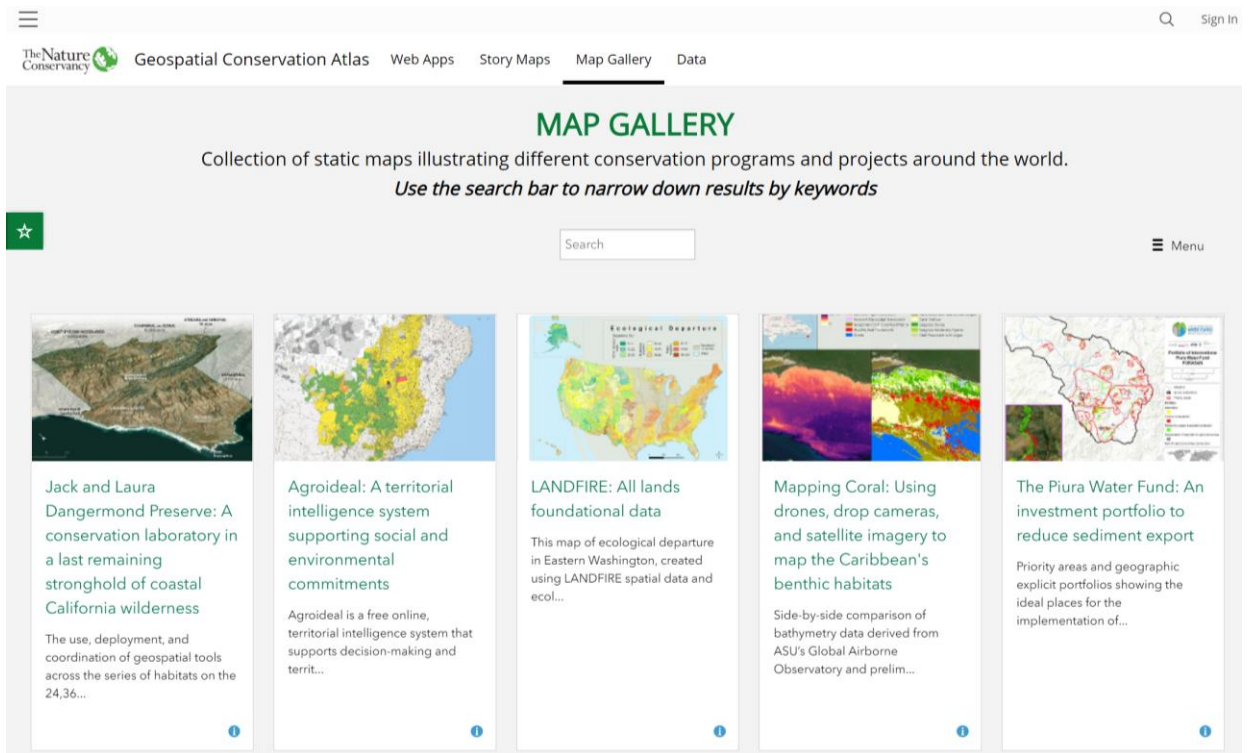 Sign In
The Nature
Conservancy
Geospatial Conservation Atlas
Web Apps
Story Maps
Map Gallery
Data
MAP GALLERY
Collection of static maps illustrating different conservation programs and projects around the world.
Use the search bar to narrow down results by keywords
Search
Menu
Jack and Laura
Dangermond Preserve: A
conservation laboratory in
a last remaining
stronghold of coastal
California wilderness
The use, deployment, and
coordination of geospatial tools
across the series of habitats on the
24,36...
Agroideal: A territorial
intelligence system
supporting social and
environmental
commitments
Agroideal is a free online,
territorial intelligence system that
supports decision-making and
territ...
Ecological Departure
LANDFIRE: All lands
foundational data
This map of ecological departure
in Eastern Washington, created
using LANDFIRE spatial data and
ecol...
Mapping Coral: Using
drones, drop cameras,
and satellite imagery to
map the Caribbean's
benthic habitats
Side-by-side comparison of
bathymetry data derived from
ASU's Global Airborne
Observatory and prelim...
The Piura Water Fund: An
investment portfolio to
reduce sediment export
Priority areas and geographic
explicit portfolios showing the
ideal places for the
implementation of...